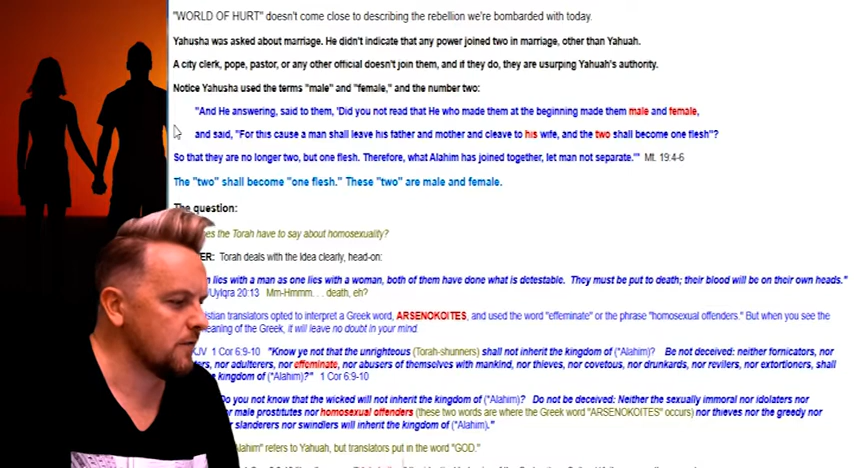 "WORLD OF HURT" doesn't come close to describing the rebellion we're bombarded with today.
Yahusha was asked about marriage. He didn't indicate that any power joined two in marriage, other than Yahuah.
A city clerk, pope, pastor, or any other official doesn't join them, and if they do, they are usurping Yahuah's authority.
Notice Yahusha used the terms "male" and "female," and the number two:
"And He answering, said to them, 'Did you not read that He who made them at the beginning made them male and female,
and said, "For this cause a man shall leave his father and mother and cleave to his wife, and the two shall become one flesh"?
So that they are no longer two, but one flesh. Therefore, what Alahim has joined together, let man not separate.'" Mt. 19:4-6
The "two" shall become "one flesh." These "two" are male and female.
The question:
the Torah have to say about homosexuality?
Torah deals with the Idea clearly, head-on:
lies with a man as one lies with a woman, both of them have done what is detestable. They must be put to death; their blood will be on their own heads."
/Uylqra 20:13 Mm-Hmmm. . . death, eh?
translators opted to interpret a Greek word, ARSENOKOITES, and used the word "effeminate" or the phrase "homosexual offenders." But when you see the
of the Greek, it will leave no doubt in your mind
1 Cor 6:9-10 "Know ye not that the unrighteous (Torah-shunners) shall not inherit the kingdom of (Alahim)? Be not deceived: neither fornicators, nor
nor adulterers, nor effeminate, nor abusers of themselves with mankind, nor thieves, nor covetous, nor drunkards, nor revilers, nor extortioners, shall
kingdom of ("Alahim)?" 1 Cor 6:9-10
you not know that the wicked will not inherit the kingdom of ("Alahim)? Do not be deceived: Neither the sexually immoral nor idolaters nor
male prostitutes nor homosexual offenders (these two words are where the Greek word "ARSENOKOITES" occurs) nor thieves nor the greedy nor
slanderers nor swindlers will inherit the kingdom of ("Alahim)."
refers to Yahuah, but translators put in the word "GOD."